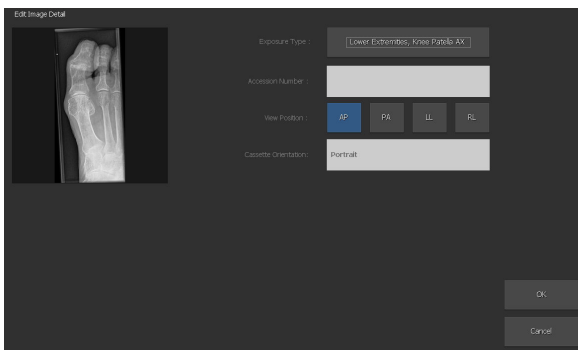 Edit Image Detail
Exposure Type :
Lower Extremities, Knee Patella AX
Accession Number :
View Position :
AP
PA
LL
RL
Cassette Orientation:
Portrait
OK
Cancel